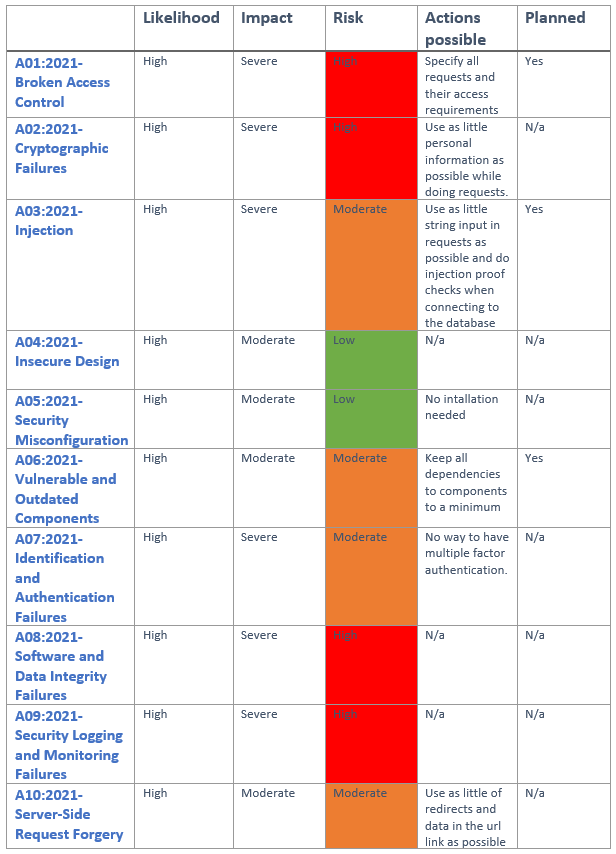 Likelihood Impact Risk Actions possible Planned
A01:2021-
Broken Access
Control
High
Severe
High
Specify all
requests and
their access
requirements
Yes
A02:2021-
Cryptographic
Failures
High
Severe
High
Use as little
personal
information as
possible while
doing requests.
N/a
A03:2021-
Injection
High
Severe
Moderate
Use as little
string input in
requests as
possible and do
injection proof
checks when
connecting to
the database
Yes
A04:2021-
Insecure Design
High
Moderate
Low
N/a
N/a
A05:2021-
Security
Misconfiguration
High
Moderate
Low
No intallation
needed
N/a
A06:2021-
Vulnerable and
Outdated
Components
High
Moderate
Moderate
Keep all
dependencies
to components
to a minimum
Yes
A07:2021-
Identification
and
Authentication
Failures
High
Severe
Moderate
No way to have
multiple factor
authentication.
N/a
A08:2021-
Software and
Data Integrity
Failures
High
Severe
High
N/a
N/a
A09:2021-
Security Logging
and Monitoring
Failures
High
Severe
High
N/a
N/a
A10:2021-
Server-Side
Request Forgery
High
Moderate
Moderate
Use as little of
redirects and
data in the url
link as possible
N/a